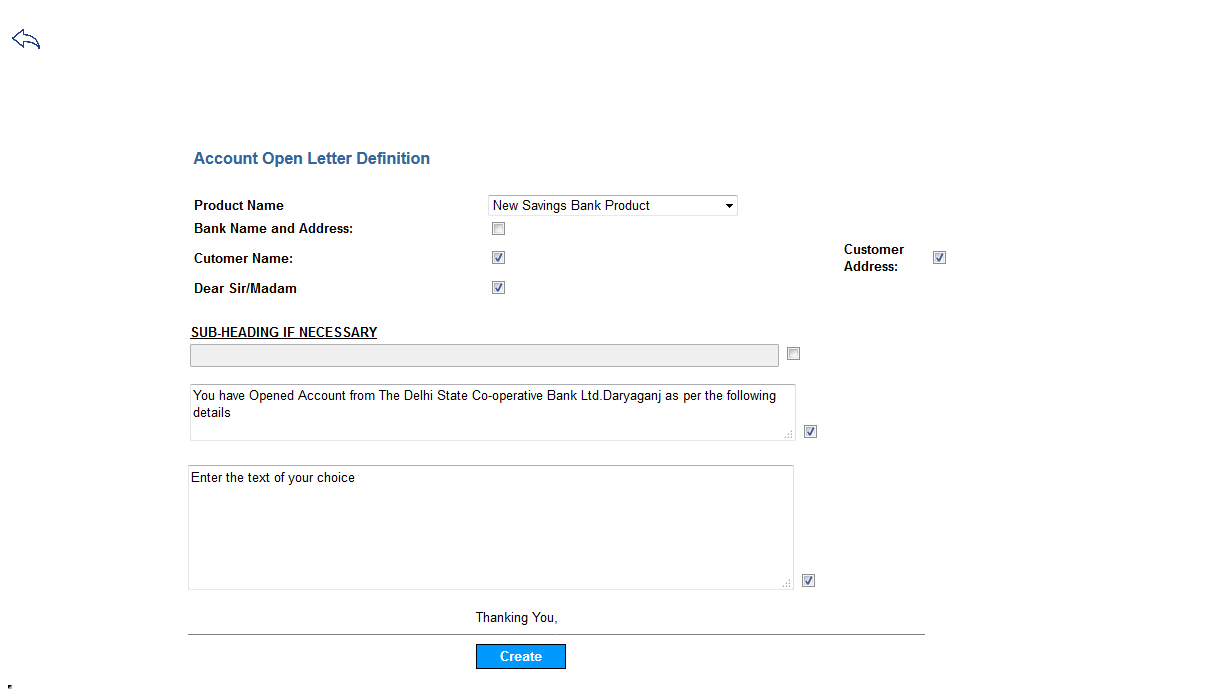 Account Open Letter Definition
Product Name
New Savings Bank Product
Bank Name and Address:
Cutomer Name:
Customer
Address:
Dear Sir/Madam
SUB-HEADING IF NECESSARY
You have Opened Account from The Delhi State Co-operative Bank Ltd.Daryaganj as per the following
details
Enter the text of your choice
Thanking You,
Create